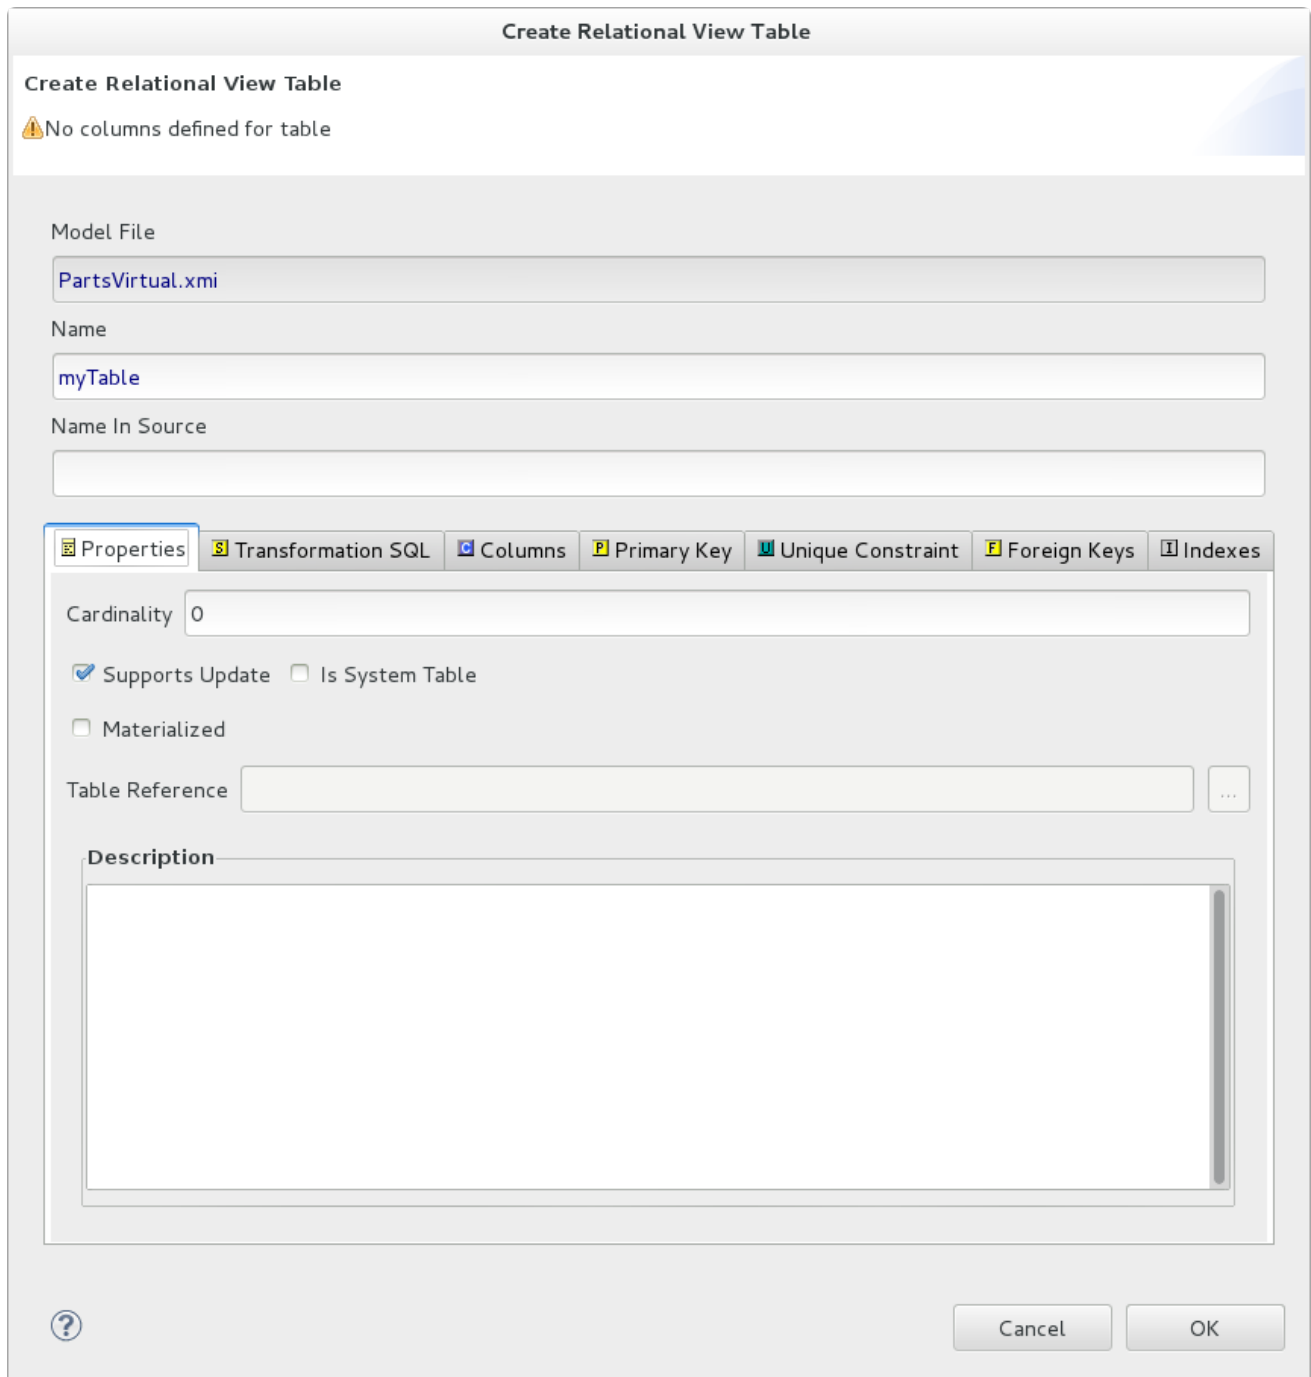 Create Relational View Table
Create Relational View Table
No columns defined for table
Model File
PartsVirtual.xmi
Name
myTable
Name In Source
Properties S Transformation SQL C Columns P Primary Key U Unique Constraint F Foreign Keys I Indexes
Cardinality 0
Supports Update Is System Table
Materialized
Table Reference ...
Description
? Cancel OK